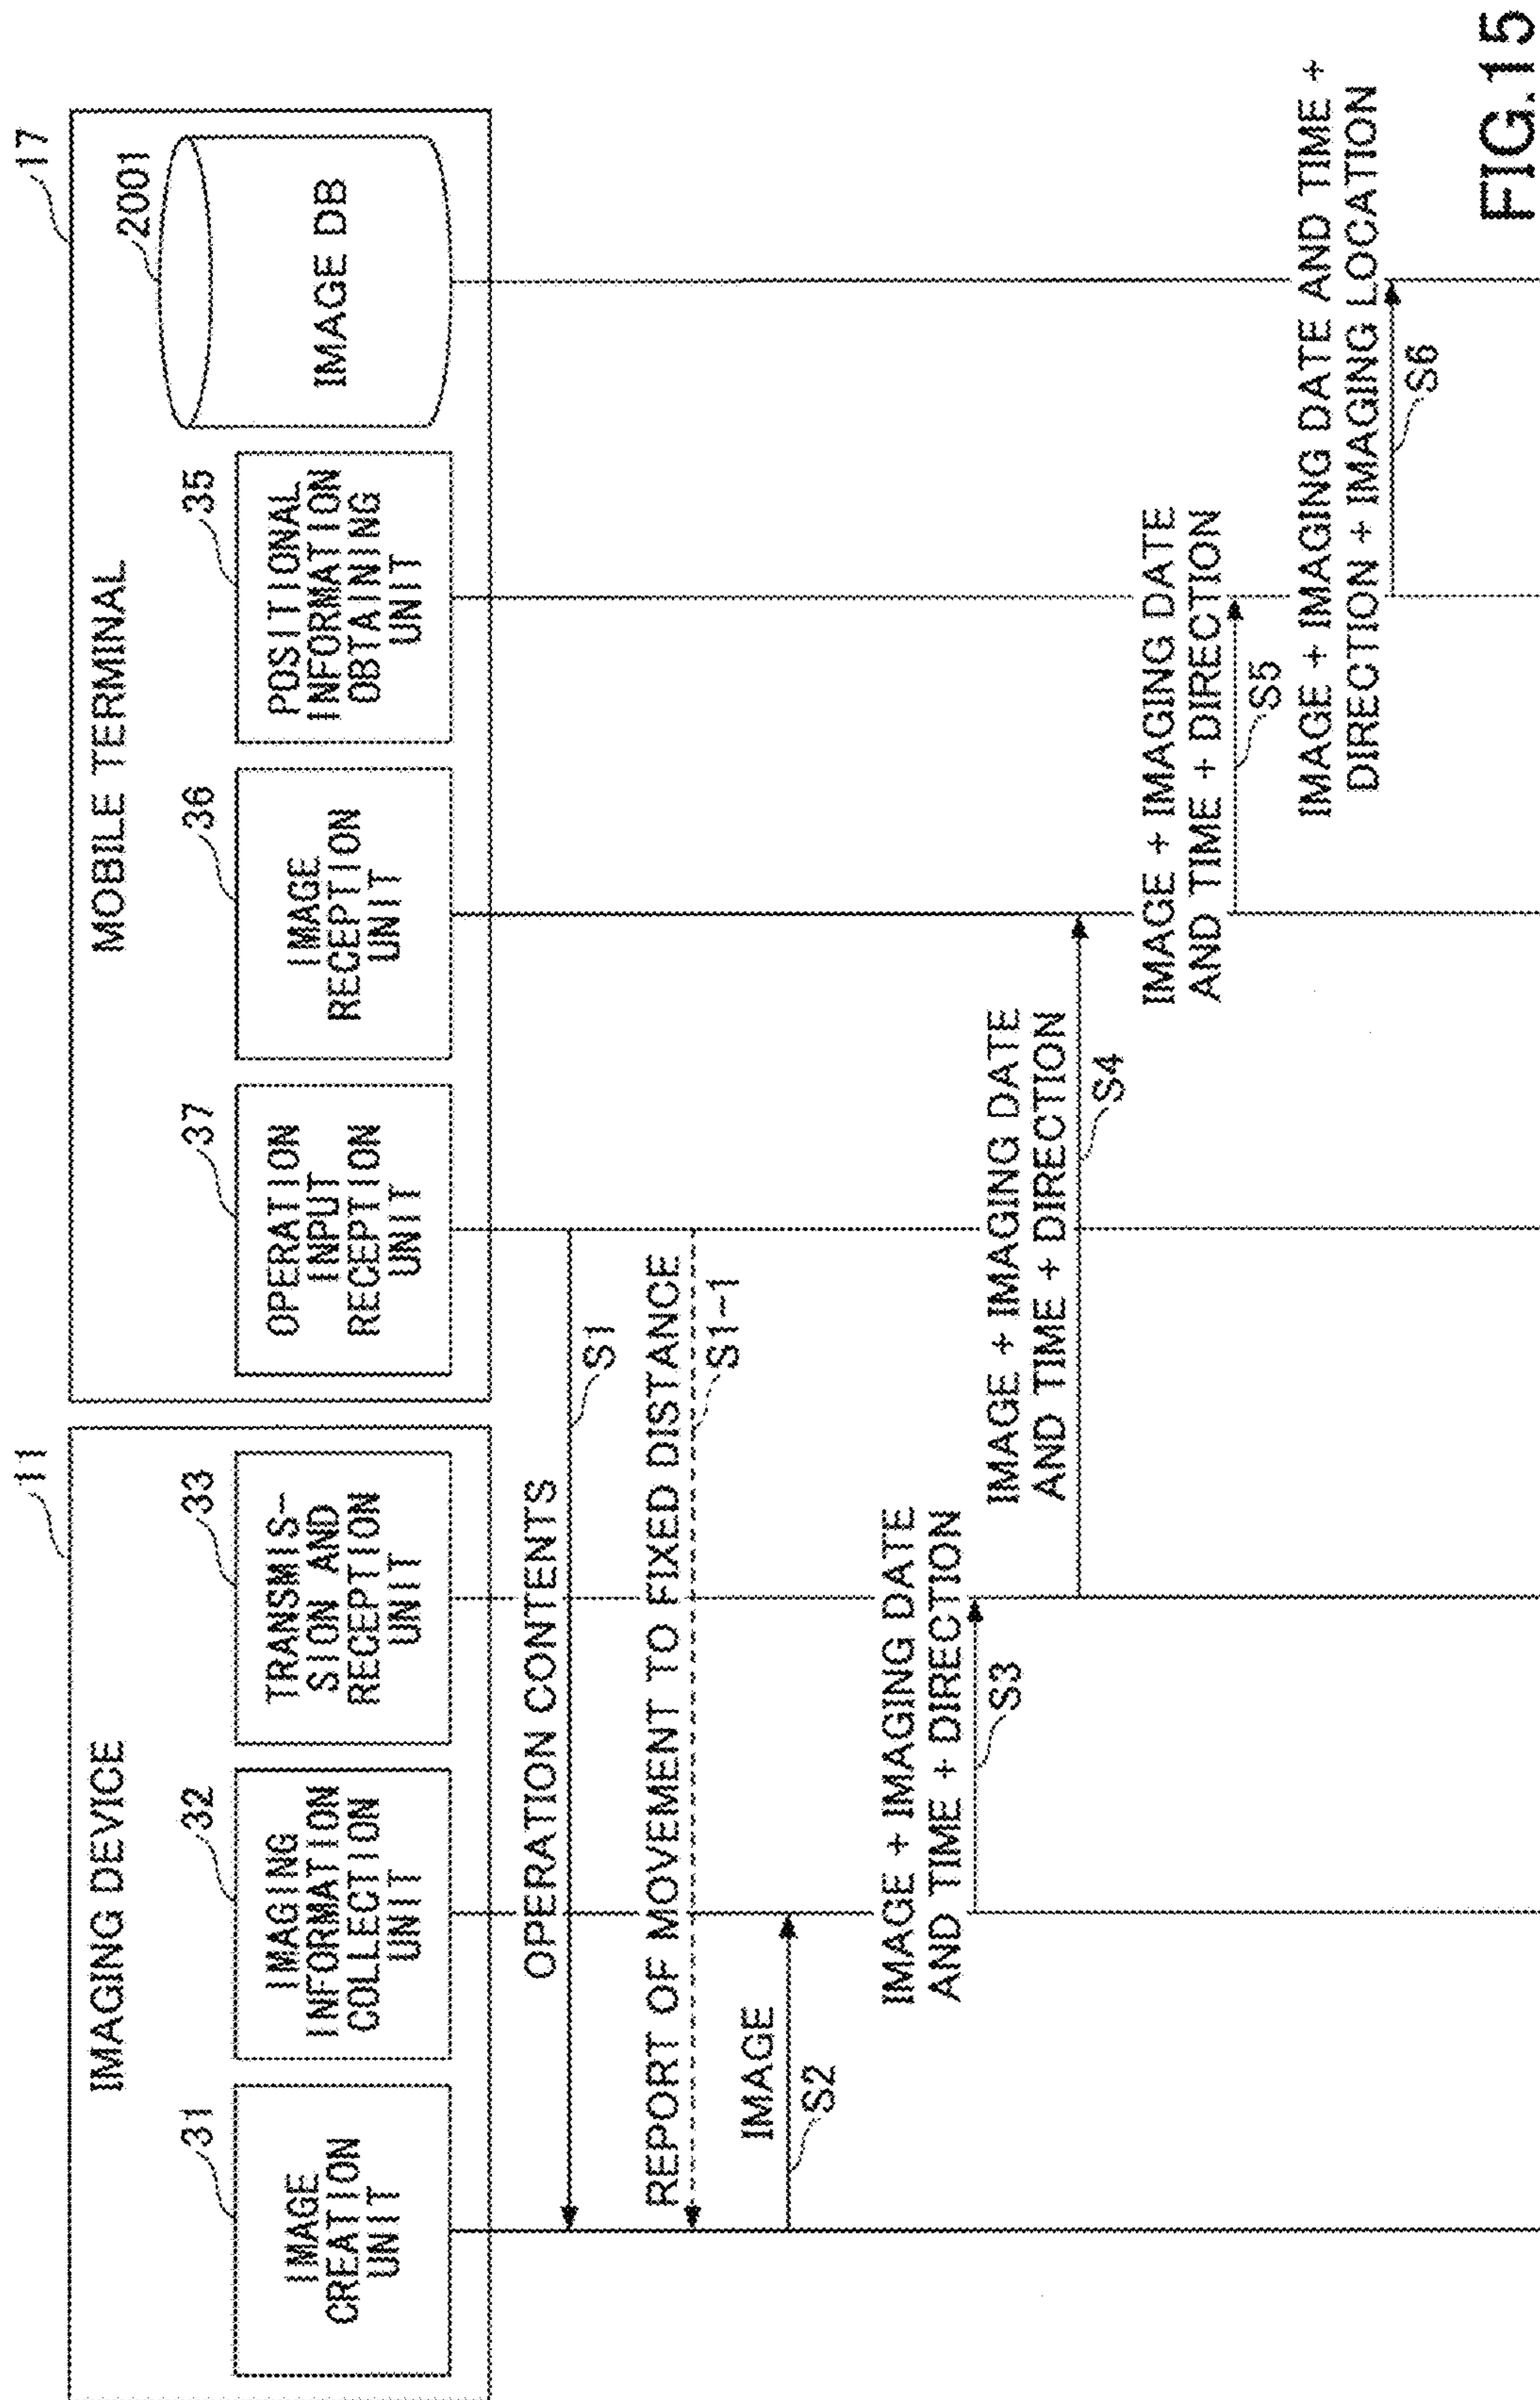 11
IMAGING DEVICE
31
IMAGE
CREATION
UNIT
32
IMAGING
INFORMATION
COLLECTION
UNIT
33
TRANSMIS-
SION AND
RECEPTION
UNIT
17
MOBILE TERMINAL
37
OPERATION
INPUT
RECEPTION
UNIT
36
IMAGE
RECEPTION
UNIT
35
POSITIONAL
INFORMATION
OBTAINING
UNIT
2001
IMAGE DB
OPERATION CONTENTS
S1
REPORT OF MOVEMENT TO FIXED DISTANCE
S1-1
IMAGE
S2
IMAGE + IMAGING DATE
AND TIME + DIRECTION
S3
IMAGE + IMAGING DATE
AND TIME + DIRECTION
S4
IMAGE + IMAGING DATE
AND TIME + DIRECTION
S5
IMAGE + IMAGING DATE AND TIME +
DIRECTION + IMAGING LOCATION
S6
FIG.15